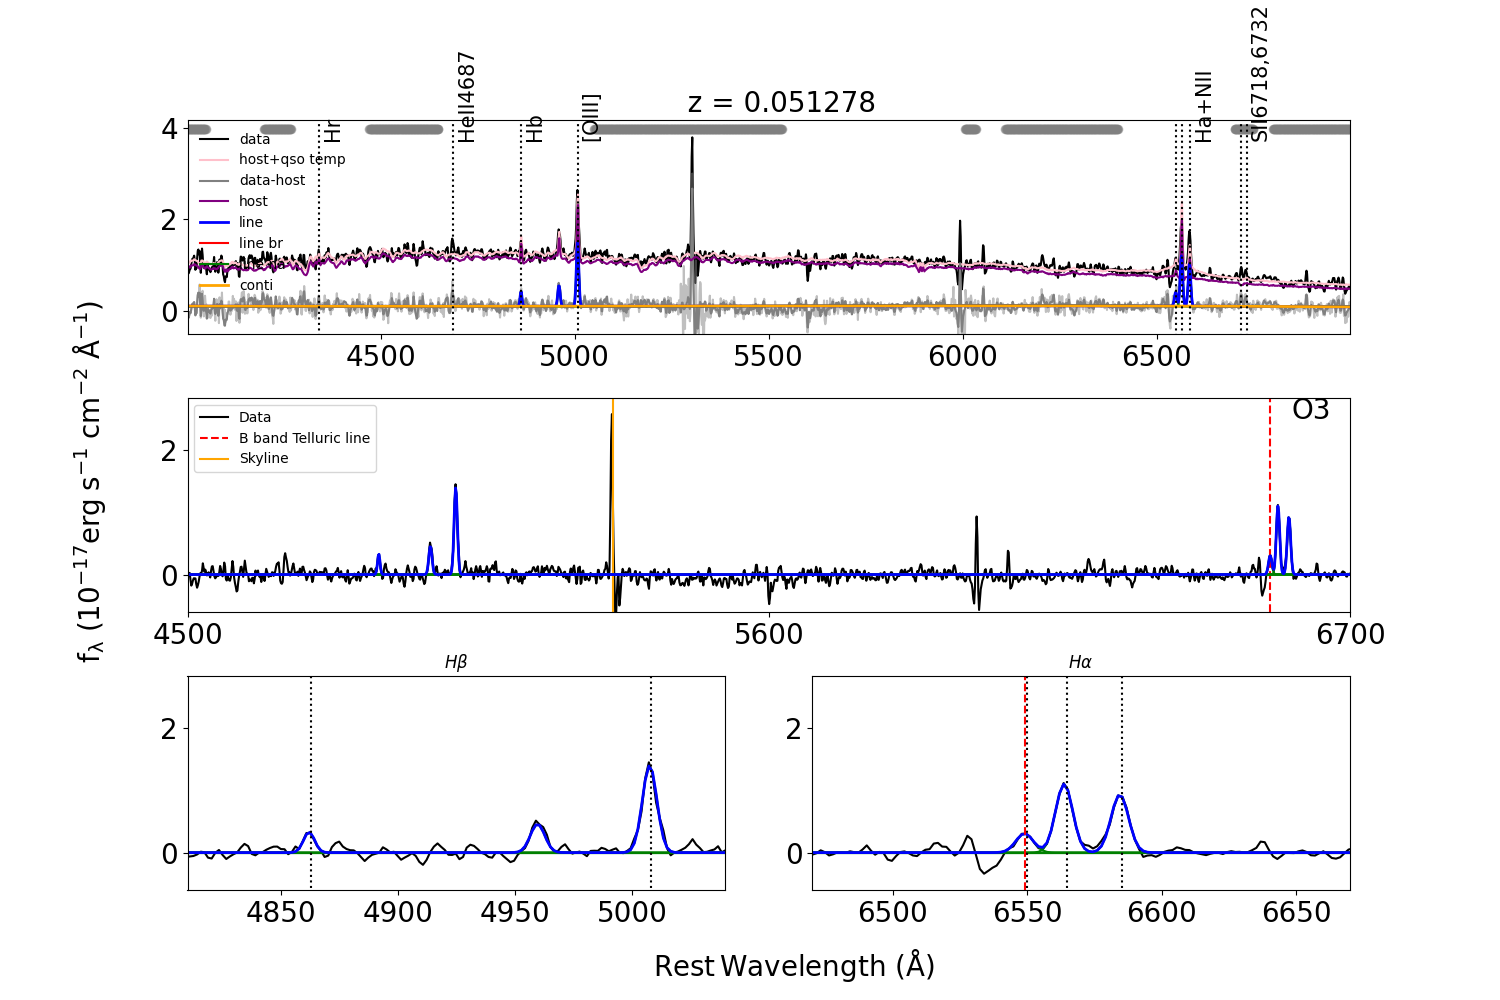 z = 0.051278
Hr
HeII4687
Hb
[OIII]
Ha+NII
SII6718,6732
4
2
0
data
host+qso temp
data-host
host
line
line br
conti
4500
5000
5500
6000
6500
f_λ (10^−17 erg s^−1 cm^−2 Å^−1)
2
0
Data
B band Telluric line
Skyline
O3
4500
5600
6700
Hβ
2
0
4850
4900
4950
5000
Hα
2
0
6500
6550
6600
6650
Rest Wavelength (Å)